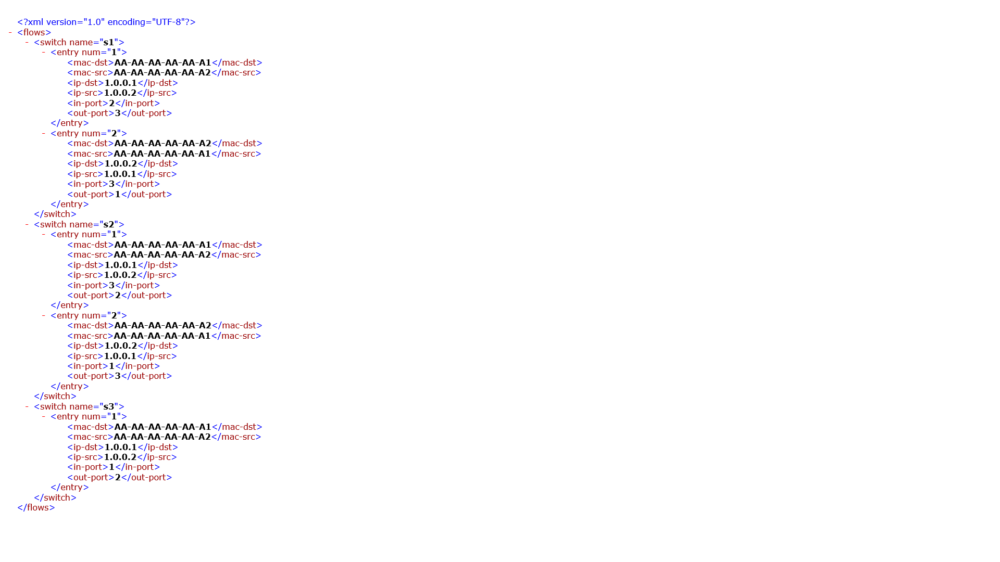 <?xml version="1.0" encoding="UTF-8"?>
- <flows>
- <switch name="s1">
- <entry num="1">
<mac-dst>AA-AA-AA-AA-AA-A1</mac-dst>
<mac-src>AA-AA-AA-AA-AA-A2</mac-src>
<ip-dst>1.0.0.1</ip-dst>
<ip-src>1.0.0.2</ip-src>
<in-port>2</in-port>
<out-port>3</out-port>
</entry>
- <entry num="2">
<mac-dst>AA-AA-AA-AA-AA-A2</mac-dst>
<mac-src>AA-AA-AA-AA-AA-A1</mac-src>
<ip-dst>1.0.0.2</ip-dst>
<ip-src>1.0.0.1</ip-src>
<in-port>3</in-port>
<out-port>1</out-port>
</entry>
</switch>
- <switch name="s2">
- <entry num="1">
<mac-dst>AA-AA-AA-AA-AA-A1</mac-dst>
<mac-src>AA-AA-AA-AA-AA-A2</mac-src>
<ip-dst>1.0.0.1</ip-dst>
<ip-src>1.0.0.2</ip-src>
<in-port>3</in-port>
<out-port>2</out-port>
</entry>
- <entry num="2">
<mac-dst>AA-AA-AA-AA-AA-A2</mac-dst>
<mac-src>AA-AA-AA-AA-AA-A1</mac-src>
<ip-dst>1.0.0.2</ip-dst>
<ip-src>1.0.0.1</ip-src>
<in-port>1</in-port>
<out-port>3</out-port>
</entry>
</switch>
- <switch name="s3">
- <entry num="1">
<mac-dst>AA-AA-AA-AA-AA-A1</mac-dst>
<mac-src>AA-AA-AA-AA-AA-A2</mac-src>
<ip-dst>1.0.0.1</ip-dst>
<ip-src>1.0.0.2</ip-src>
<in-port>1</in-port>
<out-port>2</out-port>
</entry>
</switch>
</flows>